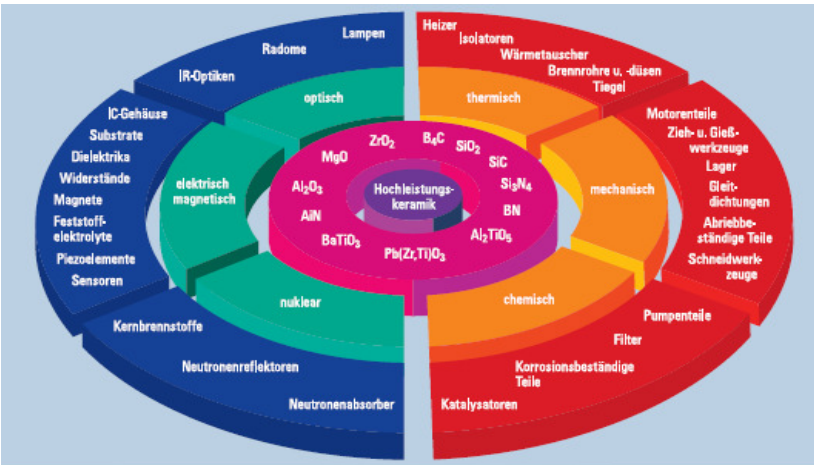 Lampen
Radome
IR-Optiken
Heizer
Isolatoren
Wärmetauscher
Brennrohre u. -düsen
Tiegel
optisch
thermisch
IC-Gehäuse
Substrate
Dielektrika
Widerstände
Magnete
Feststoff-
elektrolyte
Piezoelemente
Sensoren
elektrisch
magnetisch
Hochleistungs-
keramik
ZrO₂
B₄C
SiO₂
SiC
Si₃N₄
BN
Al₂TiO₅
Pb(Zr,Ti)O₃
BaTiO₃
AlN
Al₂O₃
MgO
mechanisch
Motorenteile
Zieh- u. Gieß-
werkzeuge
Lager
Gleit-
dichtungen
Abriebbe-
ständige Teile
Schneidwerk-
zeuge
nuklear
chemisch
Kernbrennstoffe
Neutronenreflektoren
Neutronenabsorber
Pumpenteile
Filter
Korrosionsbeständige
Teile
Katalysatoren